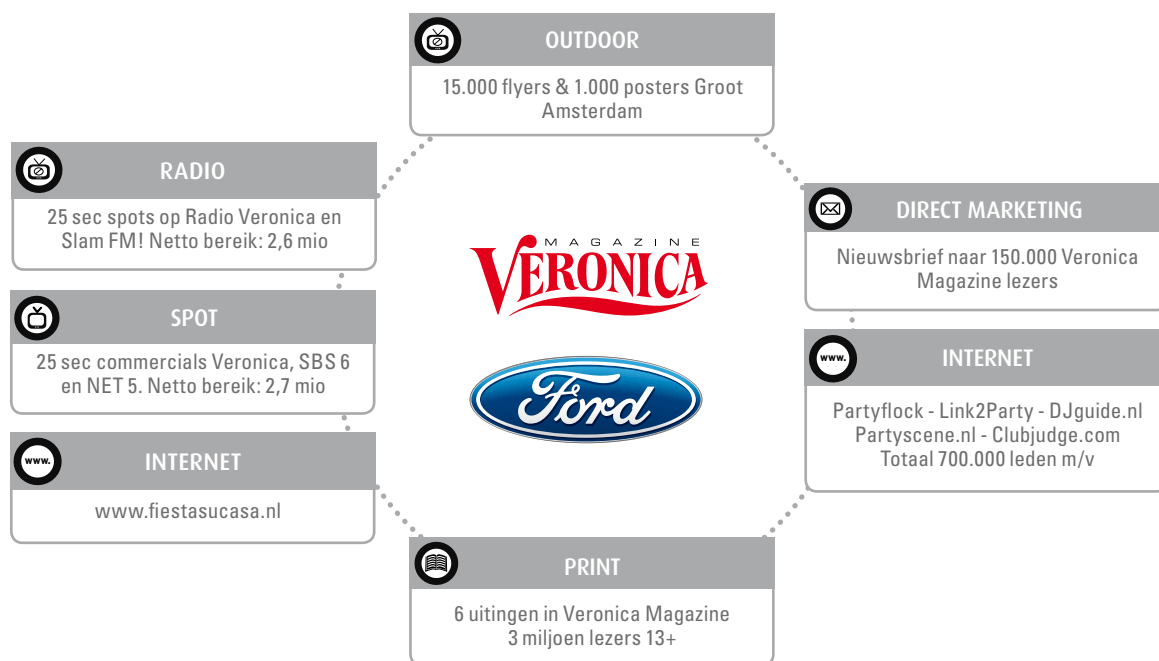 OUTDOOR
15.000 flyers & 1.000 posters Groot
Amsterdam
RADIO
25 sec spots op Radio Veronica en
Slam FM! Netto bereik: 2,6 mio
DIRECT MARKETING
Nieuwsbrief naar 150.000 Veronica
Magazine lezers
MAGAZINE
VERONICA
SPOT
25 sec commercials Veronica, SBS 6
en NET 5. Netto bereik: 2,7 mio
Ford
www.
INTERNET
Partyflock - Link2Party - DJguide.nl
Partyscene.nl - Clubjudge.com
Totaal 700.000 leden m/v
www.
INTERNET
www.fiestasucasa.nl
PRINT
6 uitingen in Veronica Magazine
3 miljoen lezers 13+